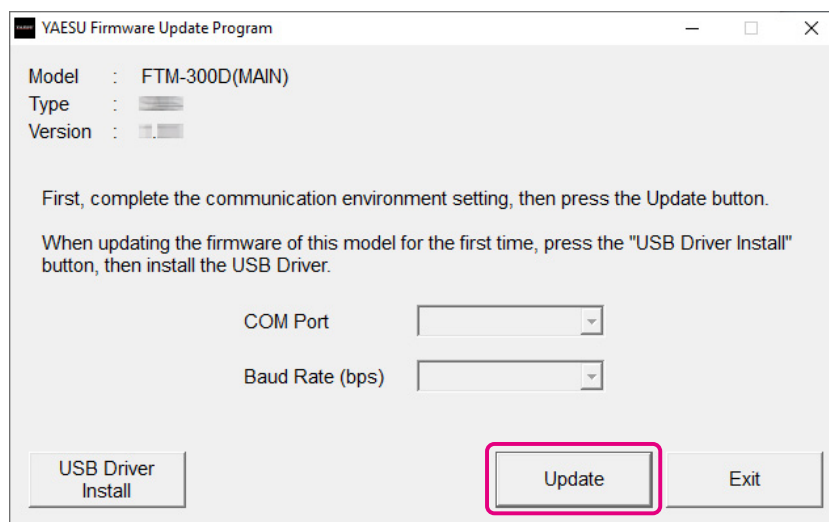 YAESU Firmware Update Program
Model : FTM-300D(MAIN)
Type :
Version :
First, complete the communication environment setting, then press the Update button.
When updating the firmware of this model for the first time, press the "USB Driver Install"
button, then install the USB Driver.
COM Port
Baud Rate (bps)
USB Driver
Install
Update
Exit